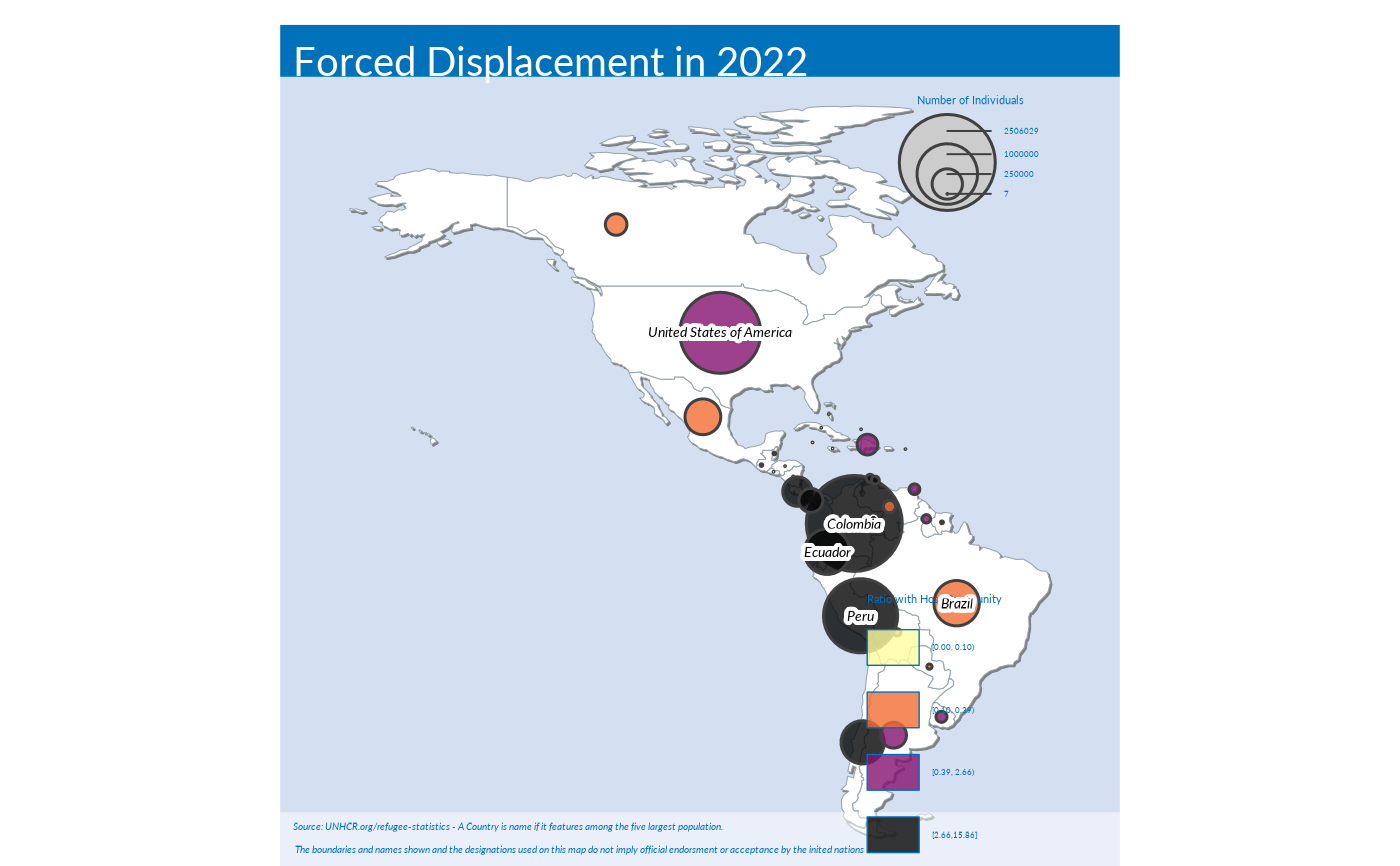 Forced Displacement in 2022
Number of Individuals
2506029
1000000
250000
7
United States of America
Colombia
Ecuador
Ratio with Ho unity
Brazil
Peru
[0.00, 0.10)
[0.10, 0.39)
[0.39, 2.66)
[2.66,15.86]
Source: UNHCR.org/refugee-statistics - A Country is name if it features among the five largest population.
The boundaries and names shown and the designations used on this map do not imply official endorsment or acceptance by the inited nations